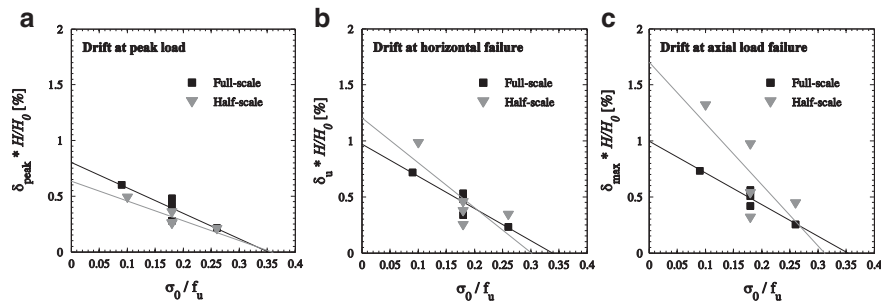 a
Drift at peak load
Full-scale
Half-scale
δpeak * H/H0 [%]
2
1.5
1
0.5
0
0 0.05 0.1 0.15 0.2 0.25 0.3 0.35 0.4
σ0 / fu
b
Drift at horizontal failure
Full-scale
Half-scale
δu * H/H0 [%]
2
1.5
1
0.5
0
0 0.05 0.1 0.15 0.2 0.25 0.3 0.35 0.4
σ0 / fu
c
Drift at axial load failure
Full-scale
Half-scale
δmax * H/H0 [%]
2
1.5
1
0.5
0
0 0.05 0.1 0.15 0.2 0.25 0.3 0.35 0.4
σ0 / fu